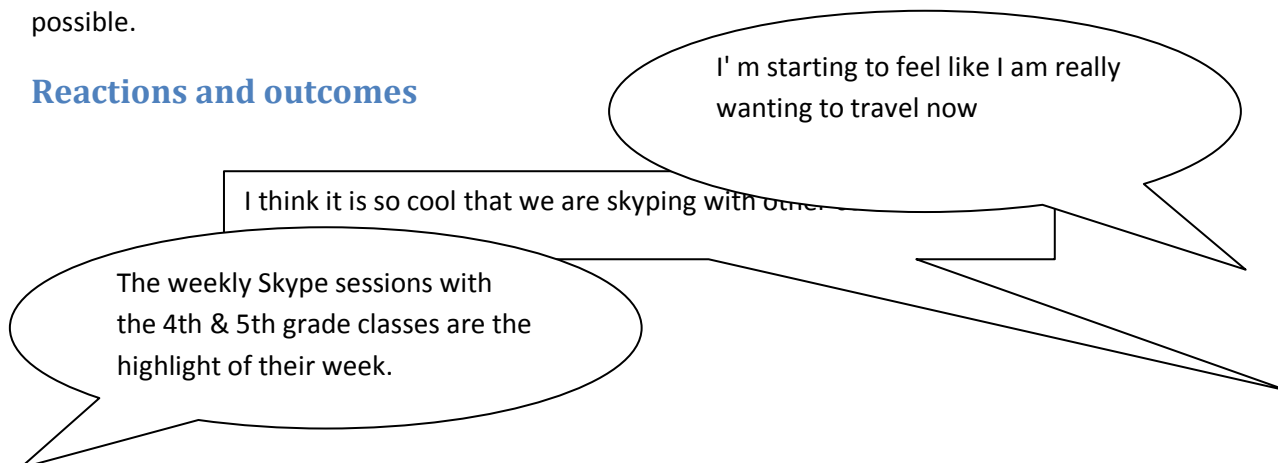 possible.
Reactions and outcomes
I' m starting to feel like I am really
wanting to travel now
I think it is so cool that we are skyping with other
The weekly Skype sessions with
the 4th & 5th grade classes are the
highlight of their week.